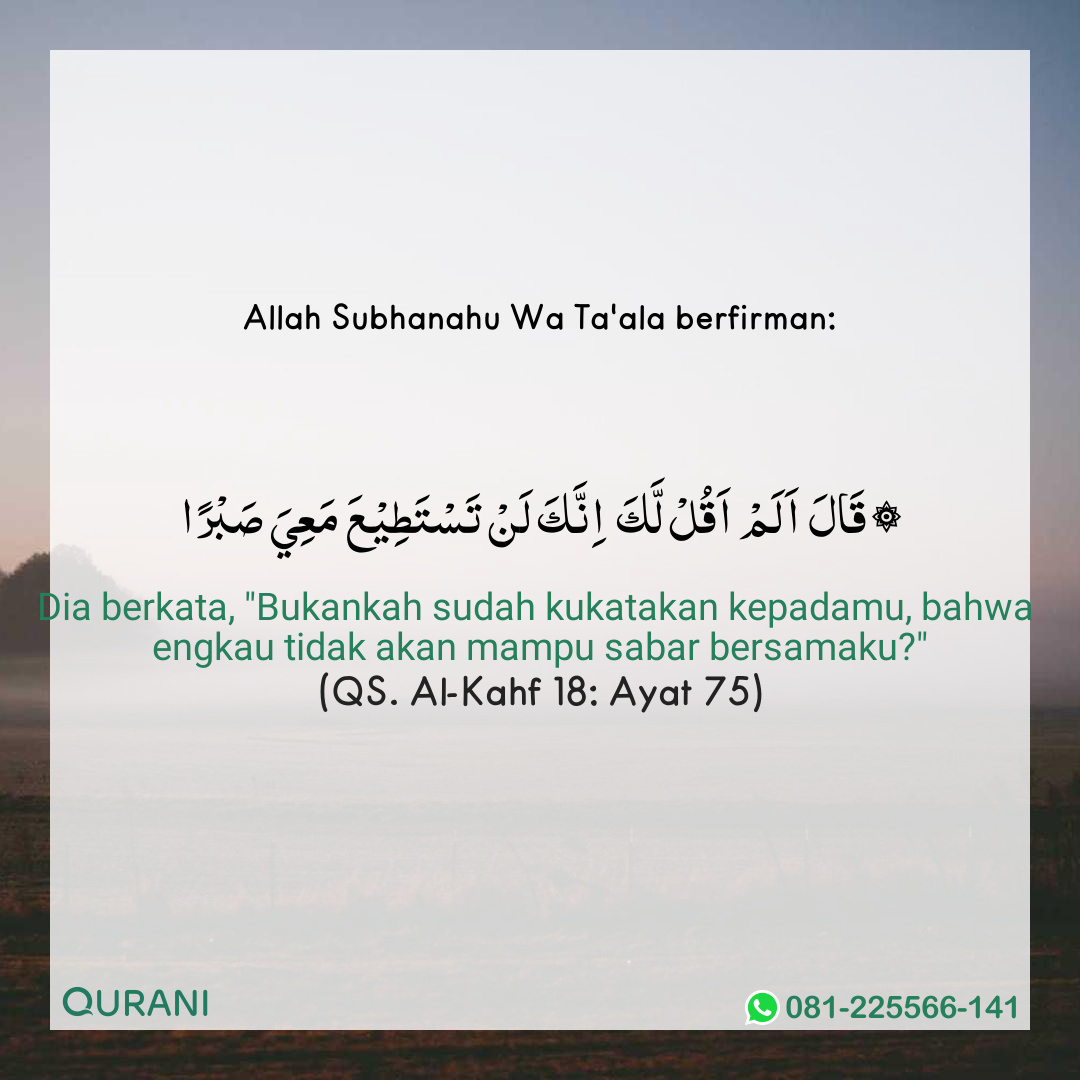 Allah Subhanahu Wa Ta'ala berfirman:
۞ قَالَ اَلَمْ اَقُلْ لَّكَ اِنَّكَ لَنْ تَسْتَطِيْعَ مَعِيَ صَبْرًا
Dia berkata, "Bukankah sudah kukatakan kepadamu, bahwa
engkau tidak akan mampu sabar bersamaku?"
(QS. Al-Kahf 18: Ayat 75)
QURANI
081-225566-141